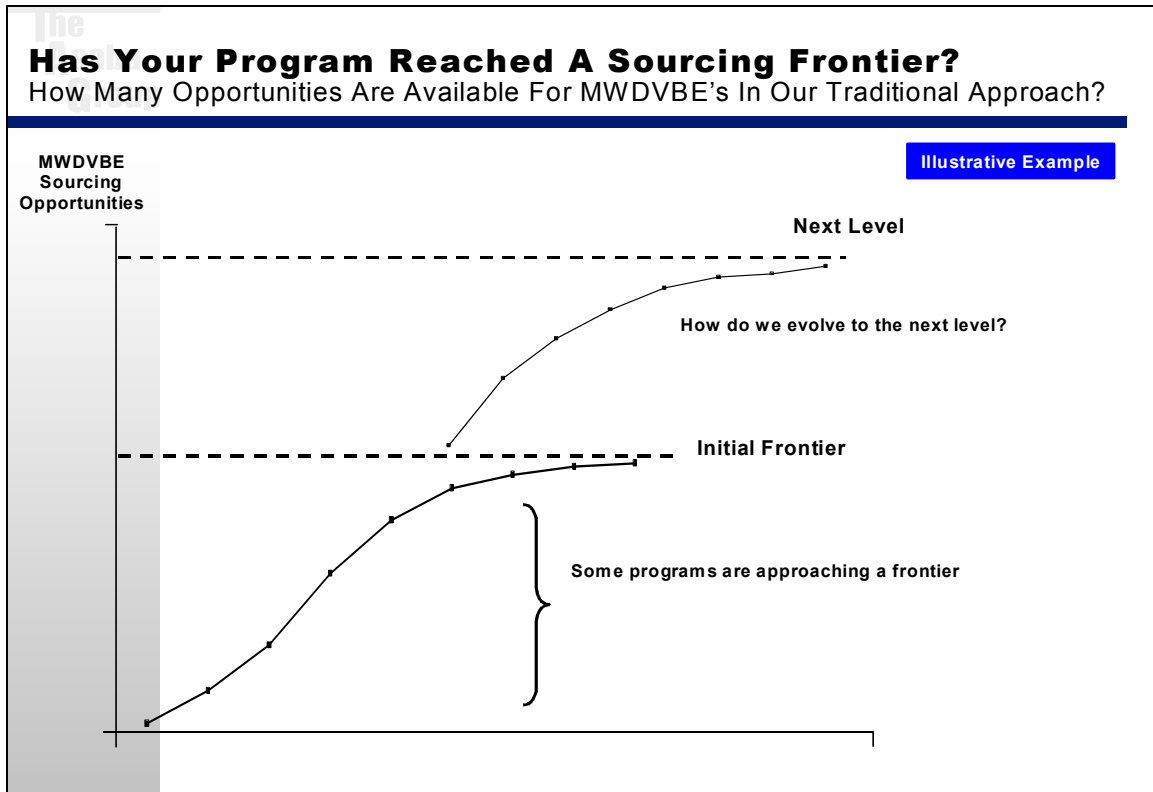 The
Group
Has Your Program Reached A Sourcing Frontier?
How Many Opportunities Are Available For MWDVBE's In Our Traditional Approach?
MWDVBE
Sourcing
Opportunities
Illustrative Example
Next Level
How do we evolve to the next level?
Initial Frontier
Some programs are approaching a frontier